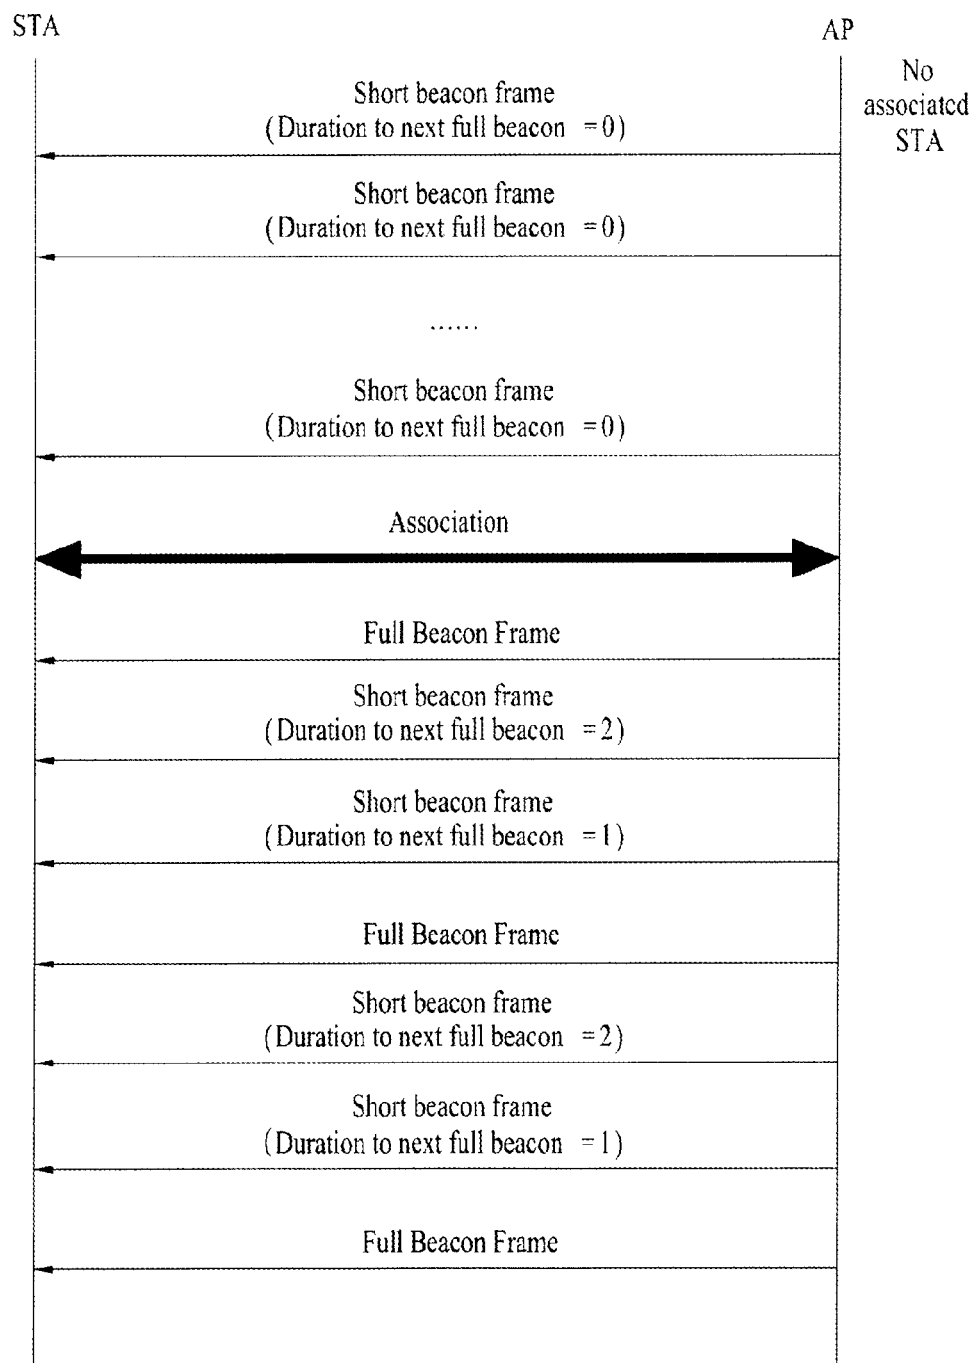 STA
AP
No
associated
STA
Short beacon frame
(Duration to next full beacon =0)
Short beacon frame
(Duration to next full beacon =0)
......
Short beacon frame
(Duration to next full beacon =0)
Association
Full Beacon Frame
Short beacon frame
(Duration to next full beacon =2)
Short beacon frame
(Duration to next full beacon =1)
Full Beacon Frame
Short beacon frame
(Duration to next full beacon =2)
Short beacon frame
(Duration to next full beacon =1)
Full Beacon Frame